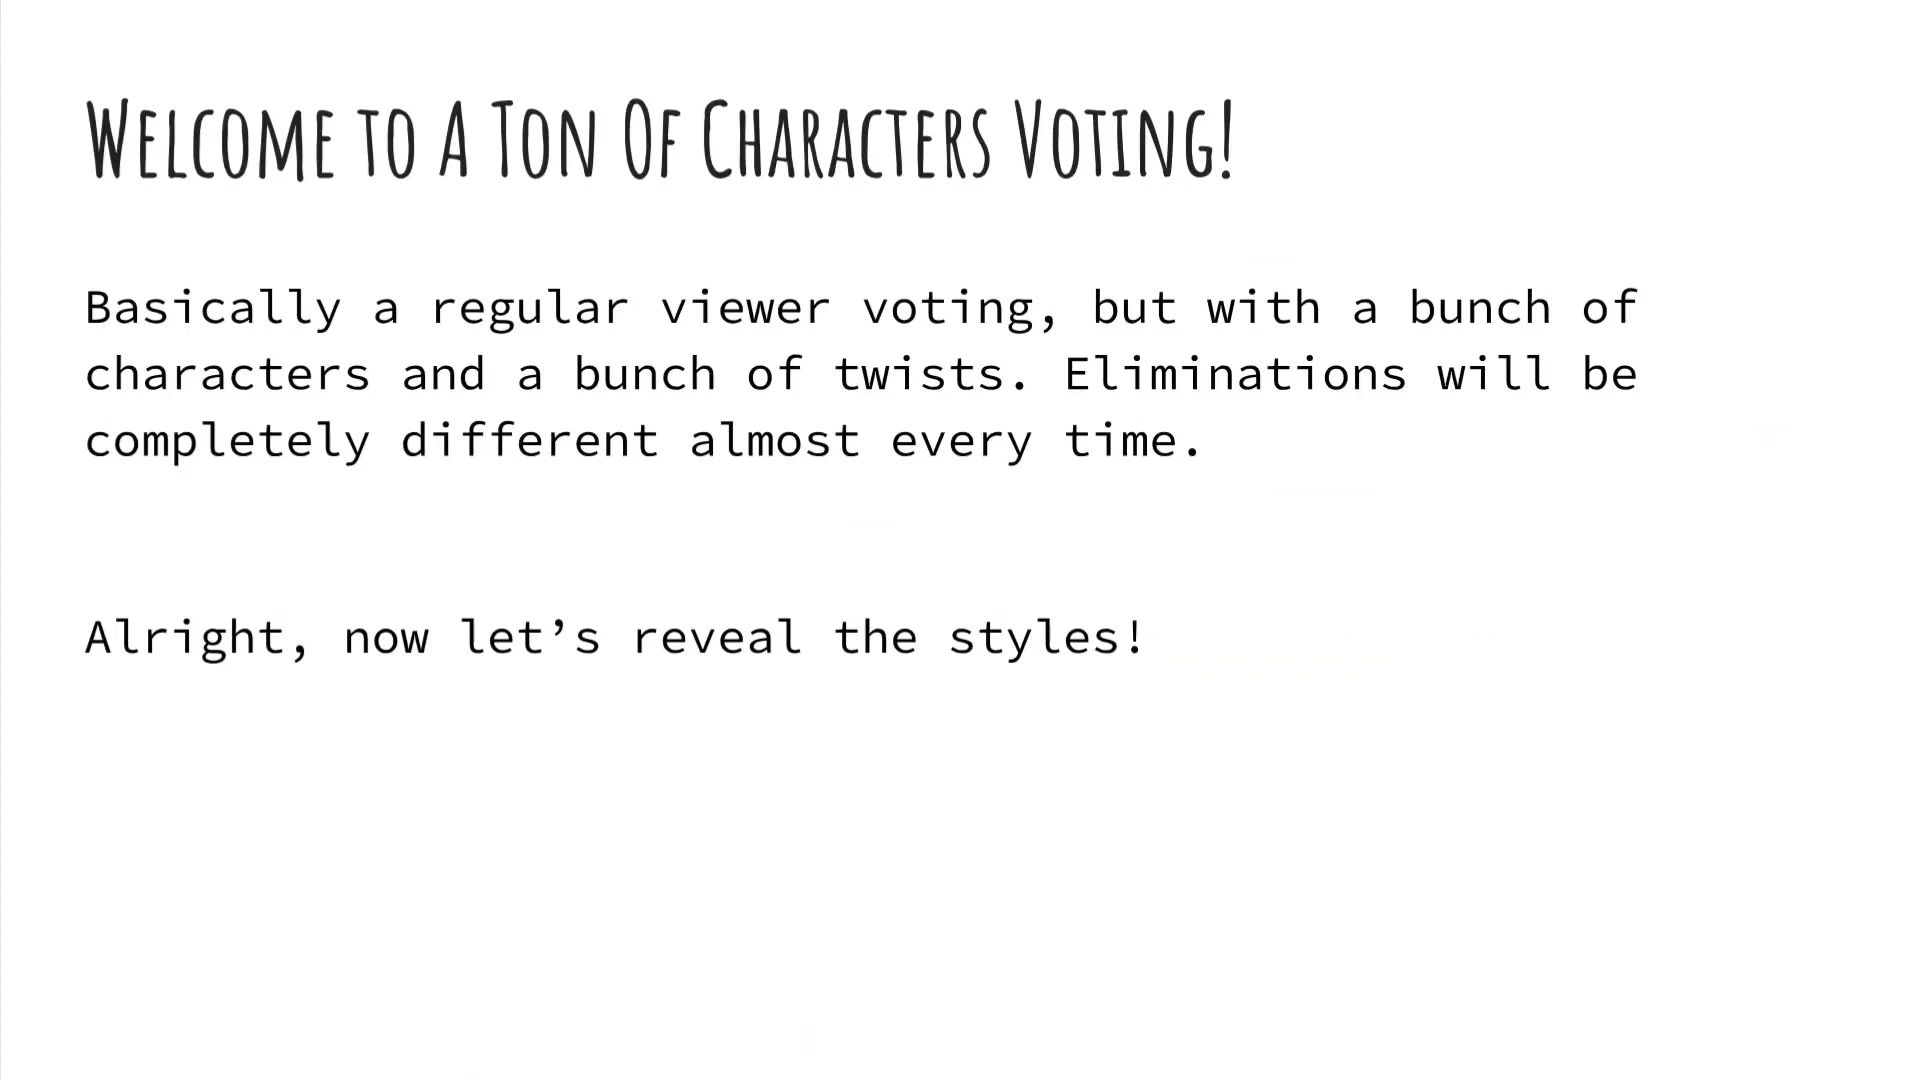 Welcome to A Ton Of Characters Voting!
Basically a regular viewer voting, but with a bunch of
characters and a bunch of twists. Eliminations will be
completely different almost every time.
Alright, now let’s reveal the styles!